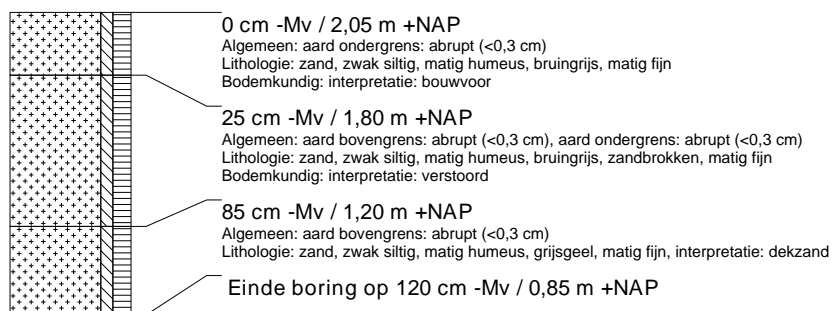 0 cm -Mv / 2,05 m +NAP
Algemeen: aard ondergrens: abrupt (<0,3 cm)
Lithologie: zand, zwak siltig, matig humeus, bruingrijs, matig fijn
Bodemkundig: interpretatie: bouwvoor
25 cm -Mv / 1,80 m +NAP
Algemeen: aard bovengrens: abrupt (<0,3 cm), aard ondergrens: abrupt (<0,3 cm)
Lithologie: zand, zwak siltig, matig humeus, bruingrijs, zandbrokken, matig fijn
Bodemkundig: interpretatie: verstoord
85 cm -Mv / 1,20 m +NAP
Algemeen: aard bovengrens: abrupt (<0,3 cm)
Lithologie: zand, zwak siltig, matig humeus, grijsgeel, matig fijn, interpretatie: dekzand
Einde boring op 120 cm -Mv / 0,85 m +NAP